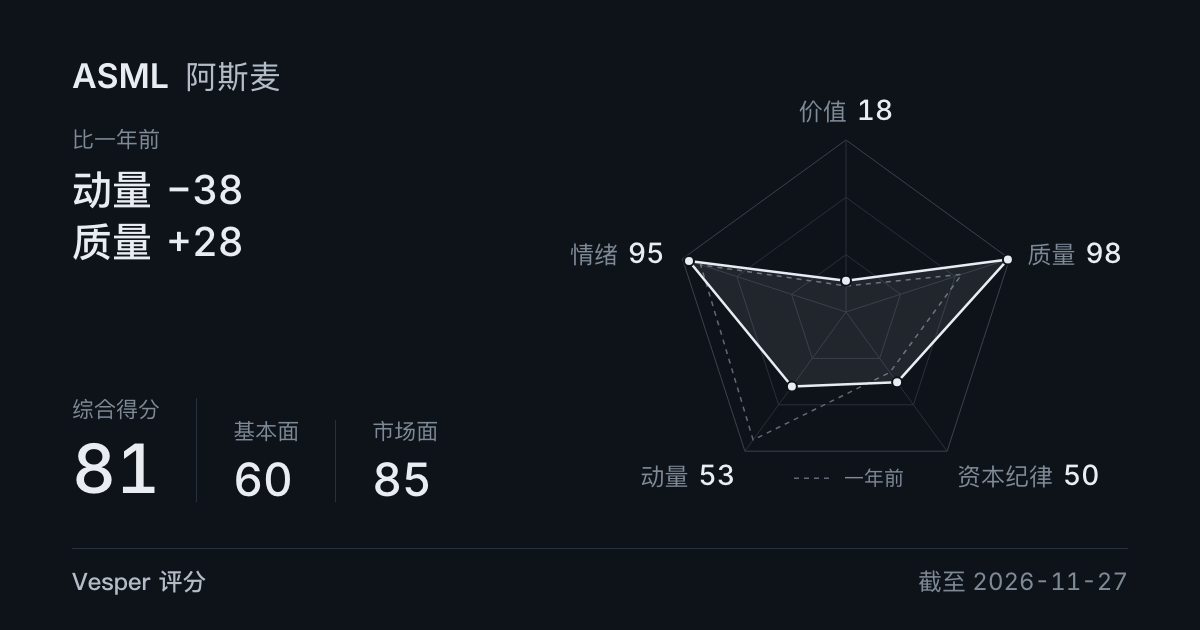 ASML 阿斯麦
比一年前
动量 −38
质量 +28
综合得分
81
基本面
60
市场面
85
价值 18
情绪 95
质量 98
动量 53
一年前
资本纪律 50
Vesper 评分
截至 2026-11-27